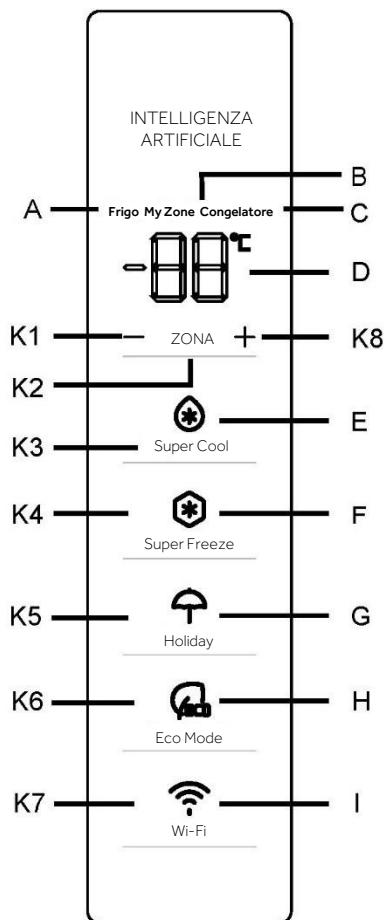 INTELLIGENZA
ARTIFICIALE
B
A Frigo My Zone Congelatore C
-88°C D
K1 - ZONA + K8
K2
E
K3 Super Cool
K4 F
Super Freeze
K5 G
Holiday
K6 eco H
Eco Mode
K7 I
Wi-Fi